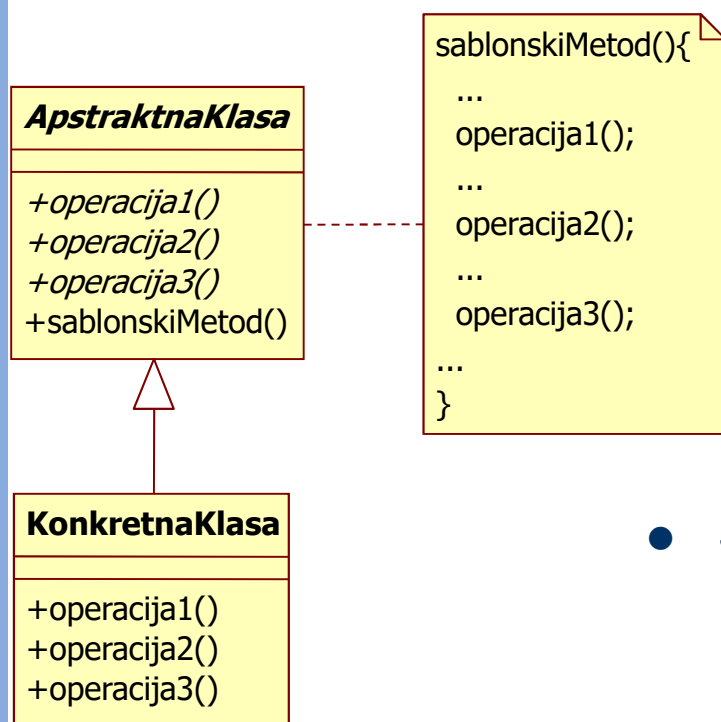 ApstraktnaKlasa
+operacija1()
+operacija2()
+operacija3()
+sablonskiMetod()
sablonskiMetod(){
...
operacija1();
...
operacija2();
...
operacija3();
...
}
KonkretnaKlasa
+operacija1()
+operacija2()
+operacija3()